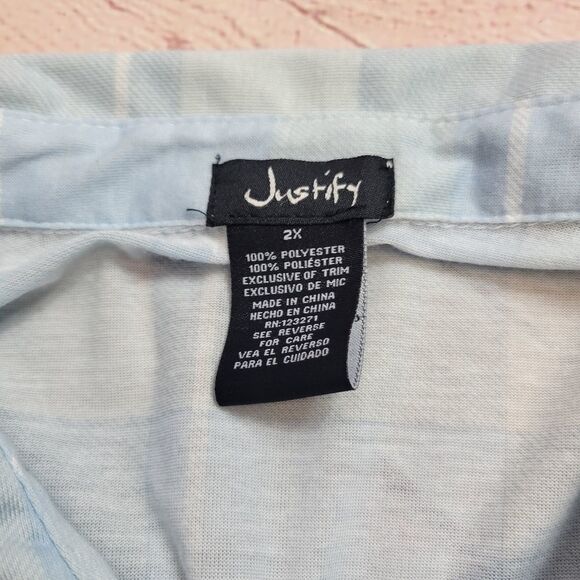 Justify
2X
100% POLYESTER
100% POLIÉSTER
EXCLUSIVE OF TRIM
EXCLUSIVO DE MIC
MADE IN CHINA
HECHO EN CHINA
RN:123271
SEE REVERSE
FOR CARE
VEA EL REVERSO
PARA EL CUIDADO